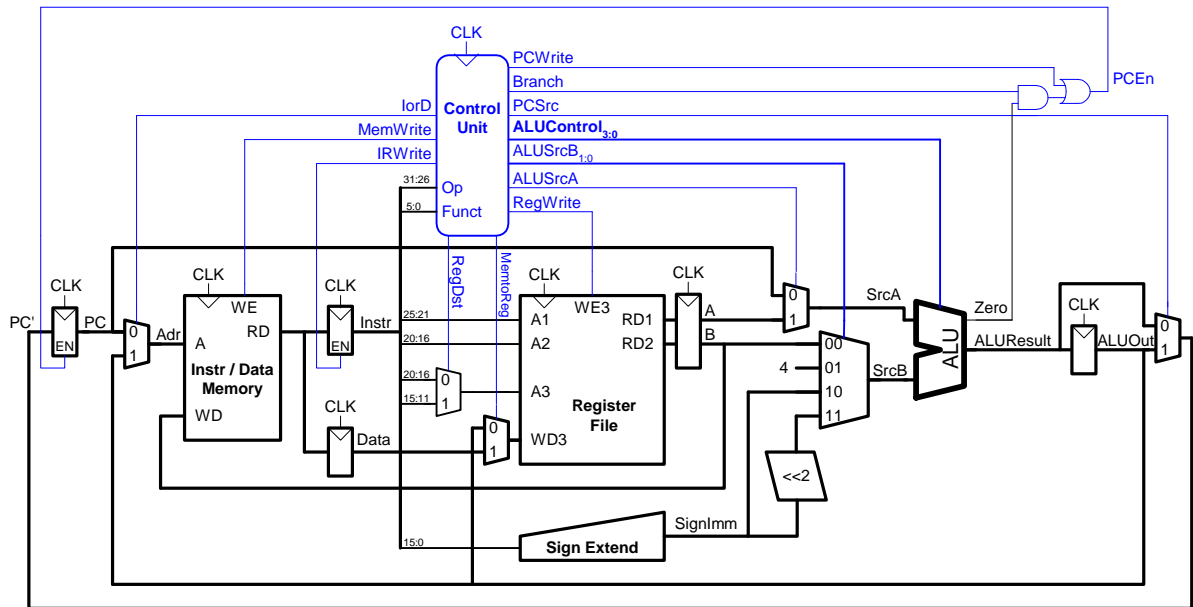 CLK
PCWrite
Branch
PCEn
IorD
Control
Unit
PCSrc
MemWrite
ALUControl3:0
IRWrite
ALUSrcB1:0
31:26
Op
ALUSrcA
5:0
Funct
RegWrite
RegDst
MemtoReg
CLK
CLK
CLK
CLK
CLK
CLK
PC'
PC
EN
0
1
Adr
WE
A
RD
Instr / Data
Memory
WD
EN
Instr
CLK
Data
25:21
20:16
20:16
15:11
0
1
0
1
A1
A2
A3
WD3
WE3
RD1
RD2
Register
File
A
B
0
1
SrcA
4
00
01
10
11
SrcB
ALU
Zero
ALUResult
ALUOut
0
1
<<2
SignImm
15:0
Sign Extend